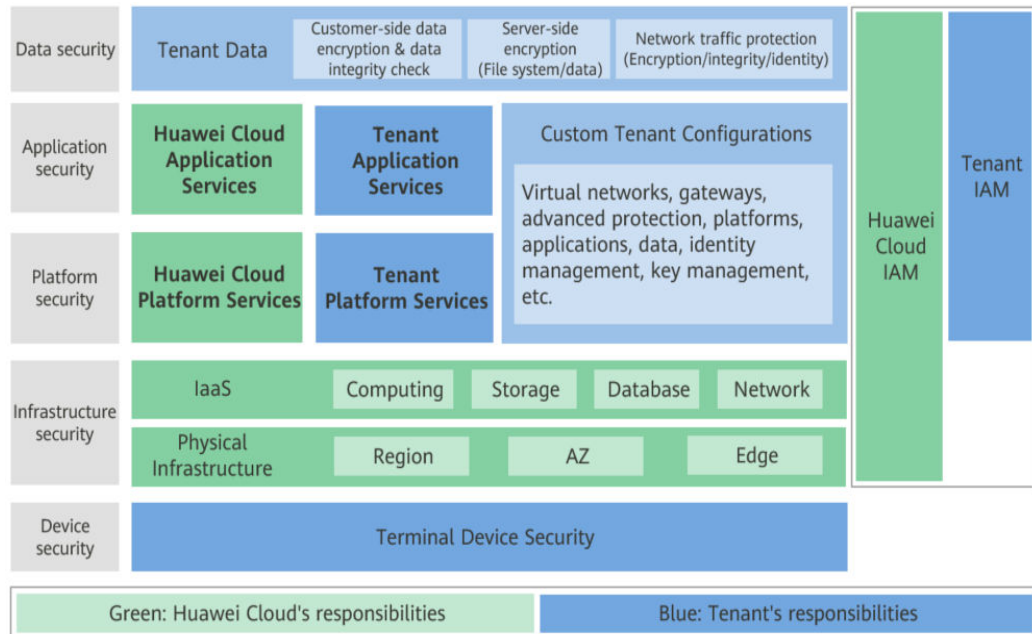 Data security
Tenant Data
Customer-side data
encryption & data
integrity check
Server-side
encryption
(File system/data)
Network traffic protection
(Encryption/integrity/identity)
Application
security
Huawei Cloud
Application
Services
Tenant
Application
Services
Custom Tenant Configurations
Virtual networks, gateways,
advanced protection, platforms,
applications, data, identity
management, key management,
etc.
Platform
security
Huawei Cloud
Platform Services
Tenant
Platform Services
Huawei
Cloud
IAM
Tenant
IAM
Infrastructure
security
IaaS
Computing
Storage
Database
Network
Physical
Infrastructure
Region
AZ
Edge
Device
security
Terminal Device Security
Green: Huawei Cloud's responsibilities
Blue: Tenant's responsibilities